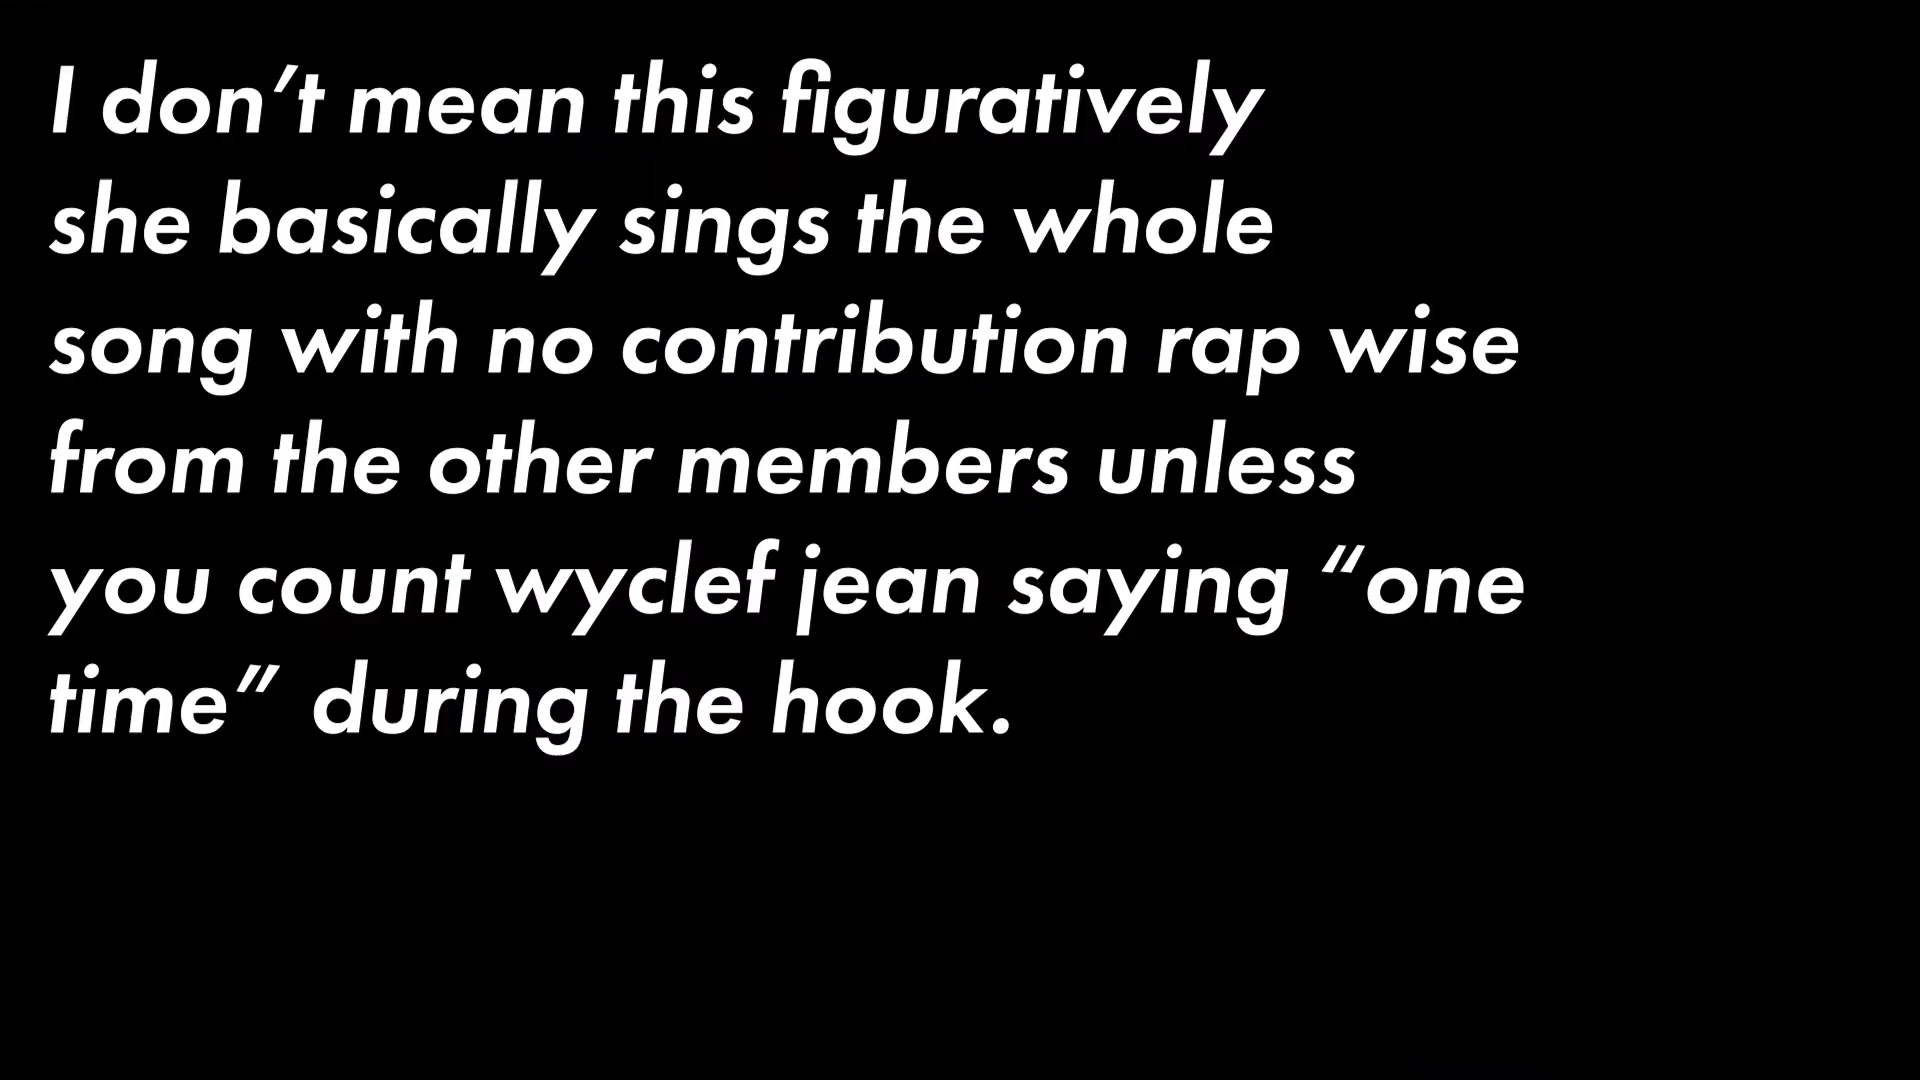 I don’t mean this figuratively
she basically sings the whole
song with no contribution rap wise
from the other members unless
you count wyclef jean saying “one
time” during the hook.